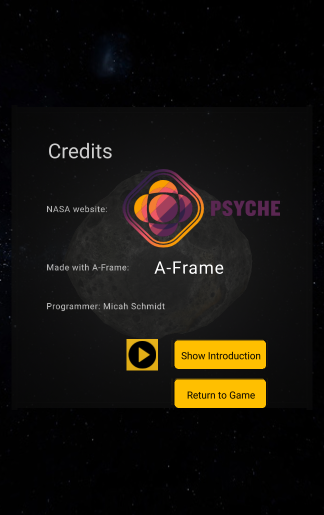 Credits
NASA website: PSYCHE
Made with A-Frame: A-Frame
Programmer: Micah Schmidt
Show Introduction
Return to Game